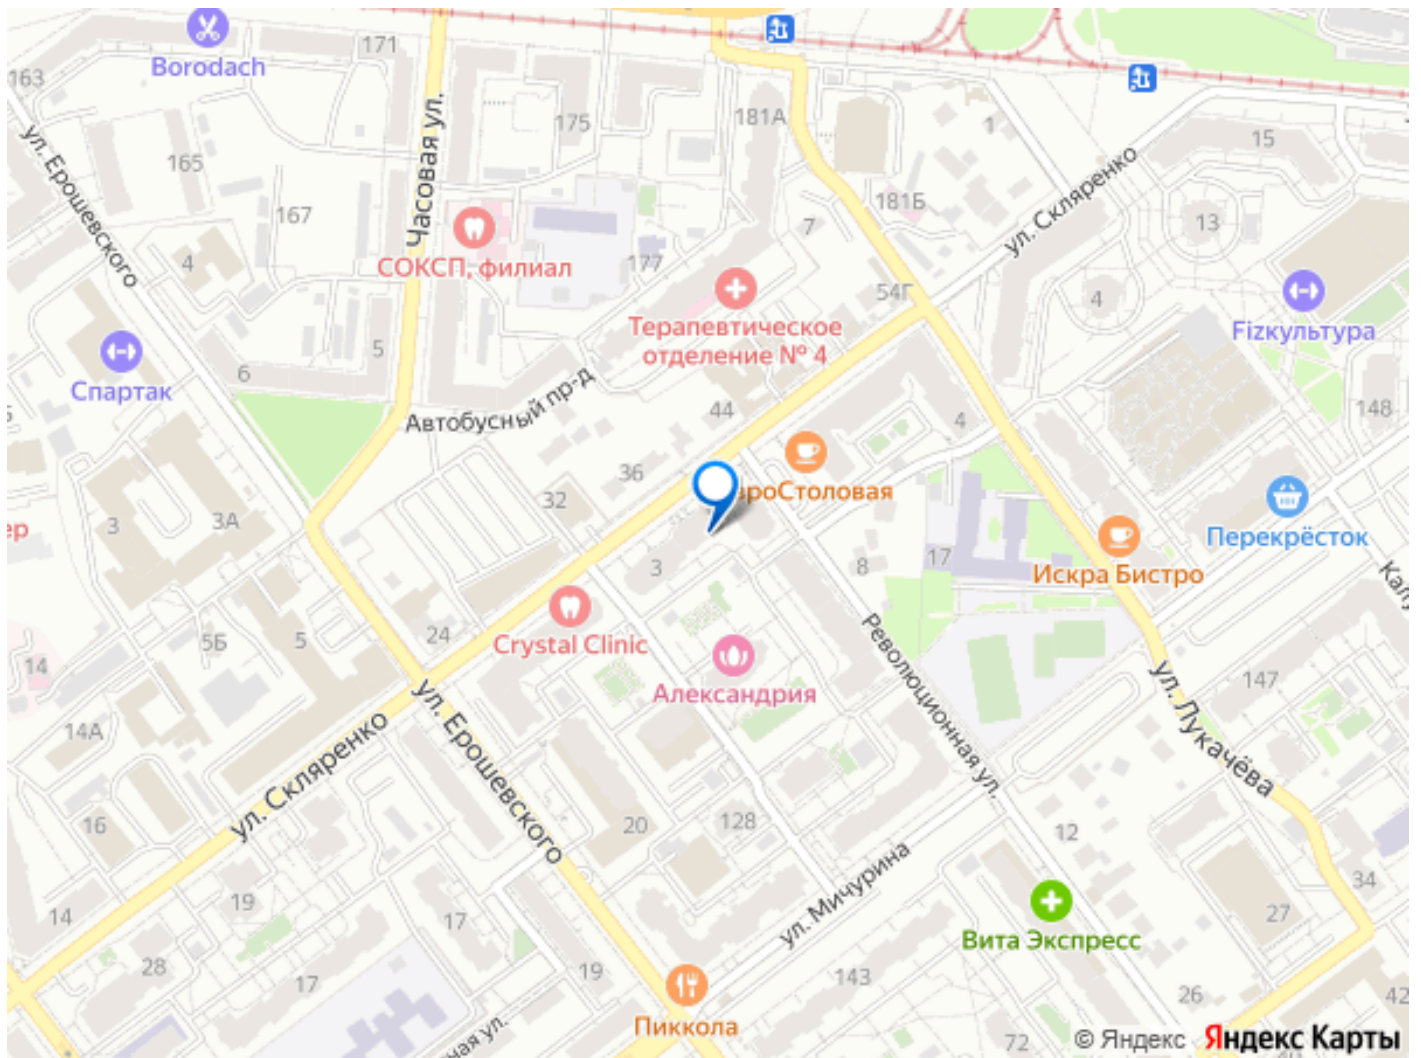 171
Borodach
163
Часовая ул.
175
181А
1
15
ул. Ерошевского
165
167
181Б
ул. Скляренко
13
7
4
СОКСП, филиал
177
54Г
4
Терапевтическое
отделение № 4
Fizкультура
5
6
Спартак
Автобусный пр-д
44
4
148
36
32
ЕвроСтоловая
3
3А
Перекрёсток
17
8
3
Искра Бистро
24
5Б
5
Crystal Clinic
14
Александрия
Революционная ул.
147
14А
ул. Ерошевского
ул. Лукачёва
ул. Скляренко
16
20
128
12
ул. Мичурина
34
19
14
17
27
Вита Экспресс
28
17
19
143
26
42
Пиккола
72
© Яндекс Яндекс Карты